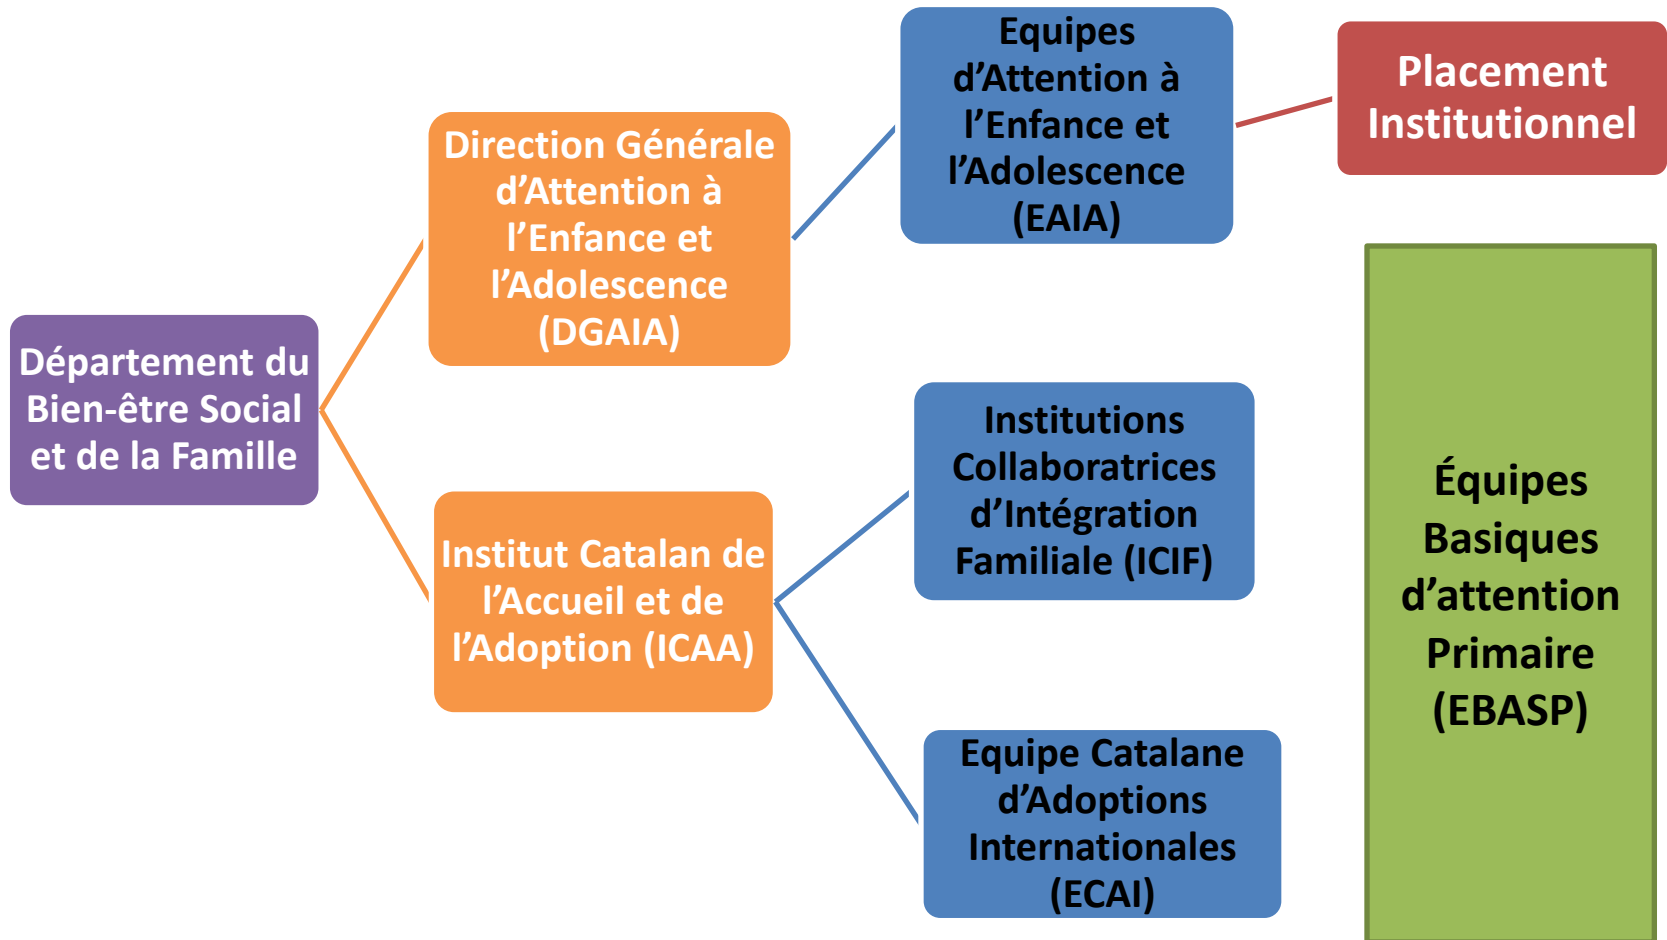 Département du
Bien-être Social
et de la Famille
Direction Générale
d’Attention à
l’Enfance et
l’Adolescence
(DGAIA)
Institut Catalan de
l’Accueil et de
l’Adoption (ICAA)
Equipes
d’Attention à
l’Enfance et
l’Adolescence
(EAIA)
Institutions
Collaboratrices
d’Intégration
Familiale (ICIF)
Equipe Catalane
d’Adoptions
Internationales
(ECAI)
Placement
Institutionnel
Équipes
Basiques
d’attention
Primaire
(EBASP)